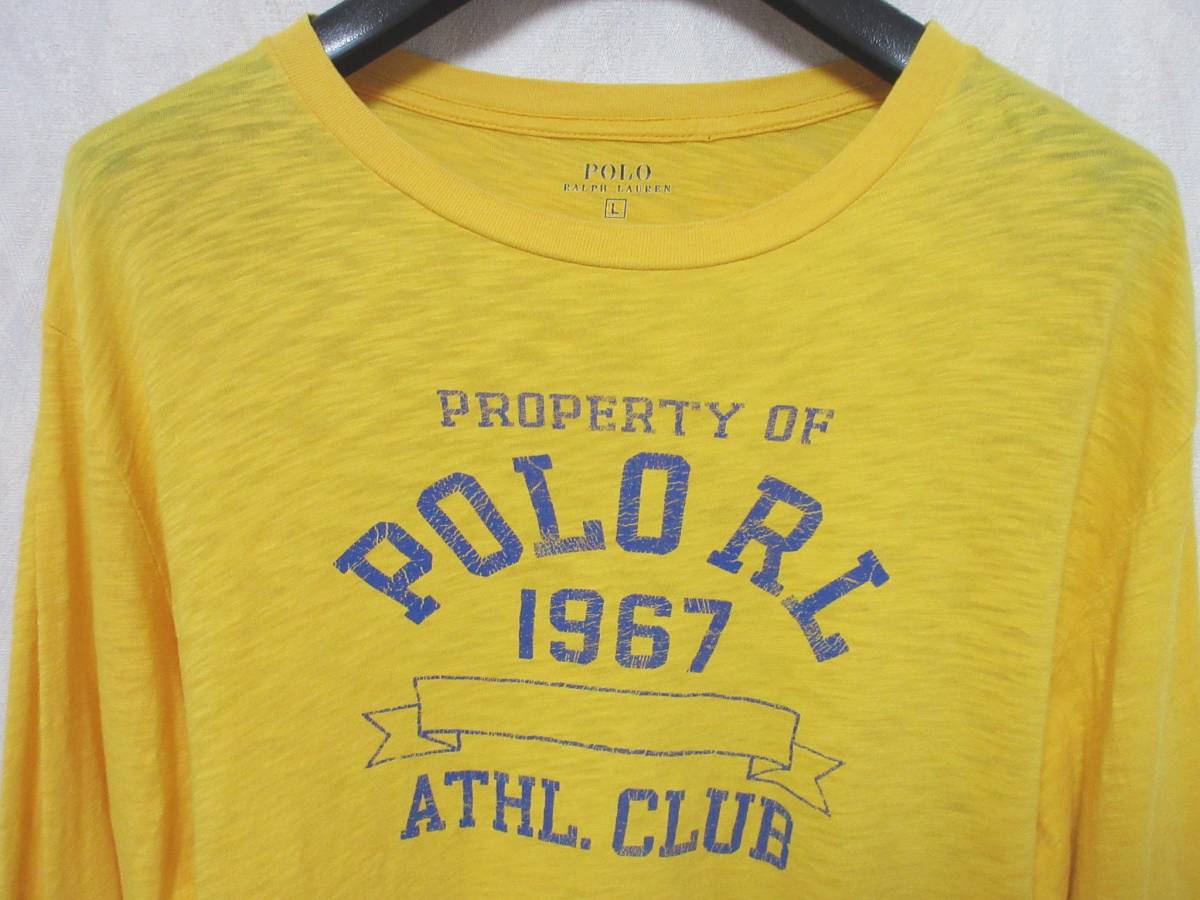 POLO
RALPH LAUREN
L
PROPERTY OF
POLO RL
1967
ATHL. CLUB